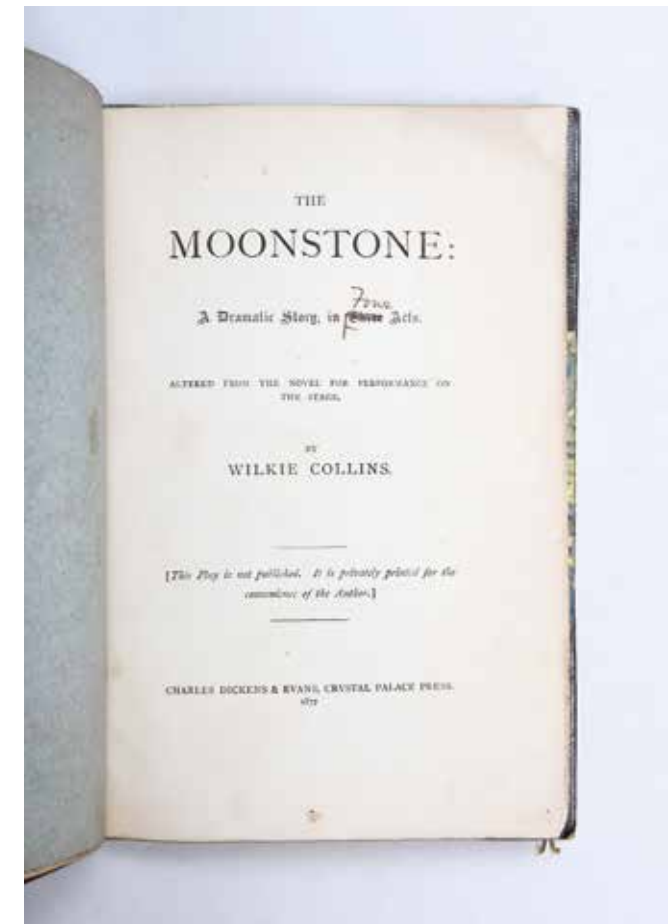 THE
MOONSTONE:
Four
A Dramatic Story, in Three Acts.
ALTERED FROM THE NOVEL FOR PERFORMANCE ON
THE STAGE,
BY
WILKIE COLLINS.
[This Play is not published. It is privately printed for the
convenience of the Author.]
CHARLES DICKENS & EVANS, CRYSTAL PALACE PRESS.
1877